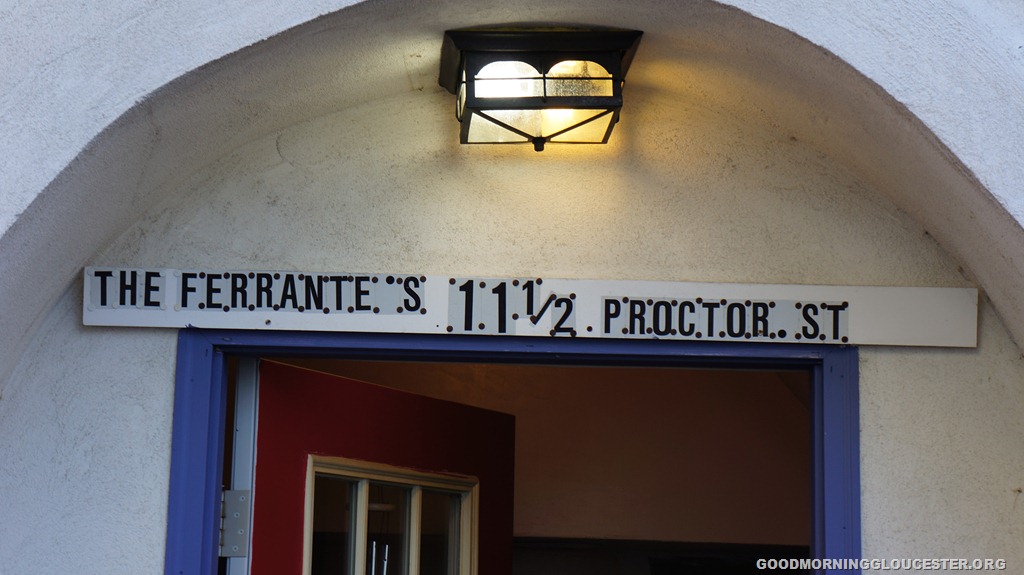 THE FERRANTE'S 11½ PROCTOR. ST
GOODMORNINGGLOUCESTER.ORG